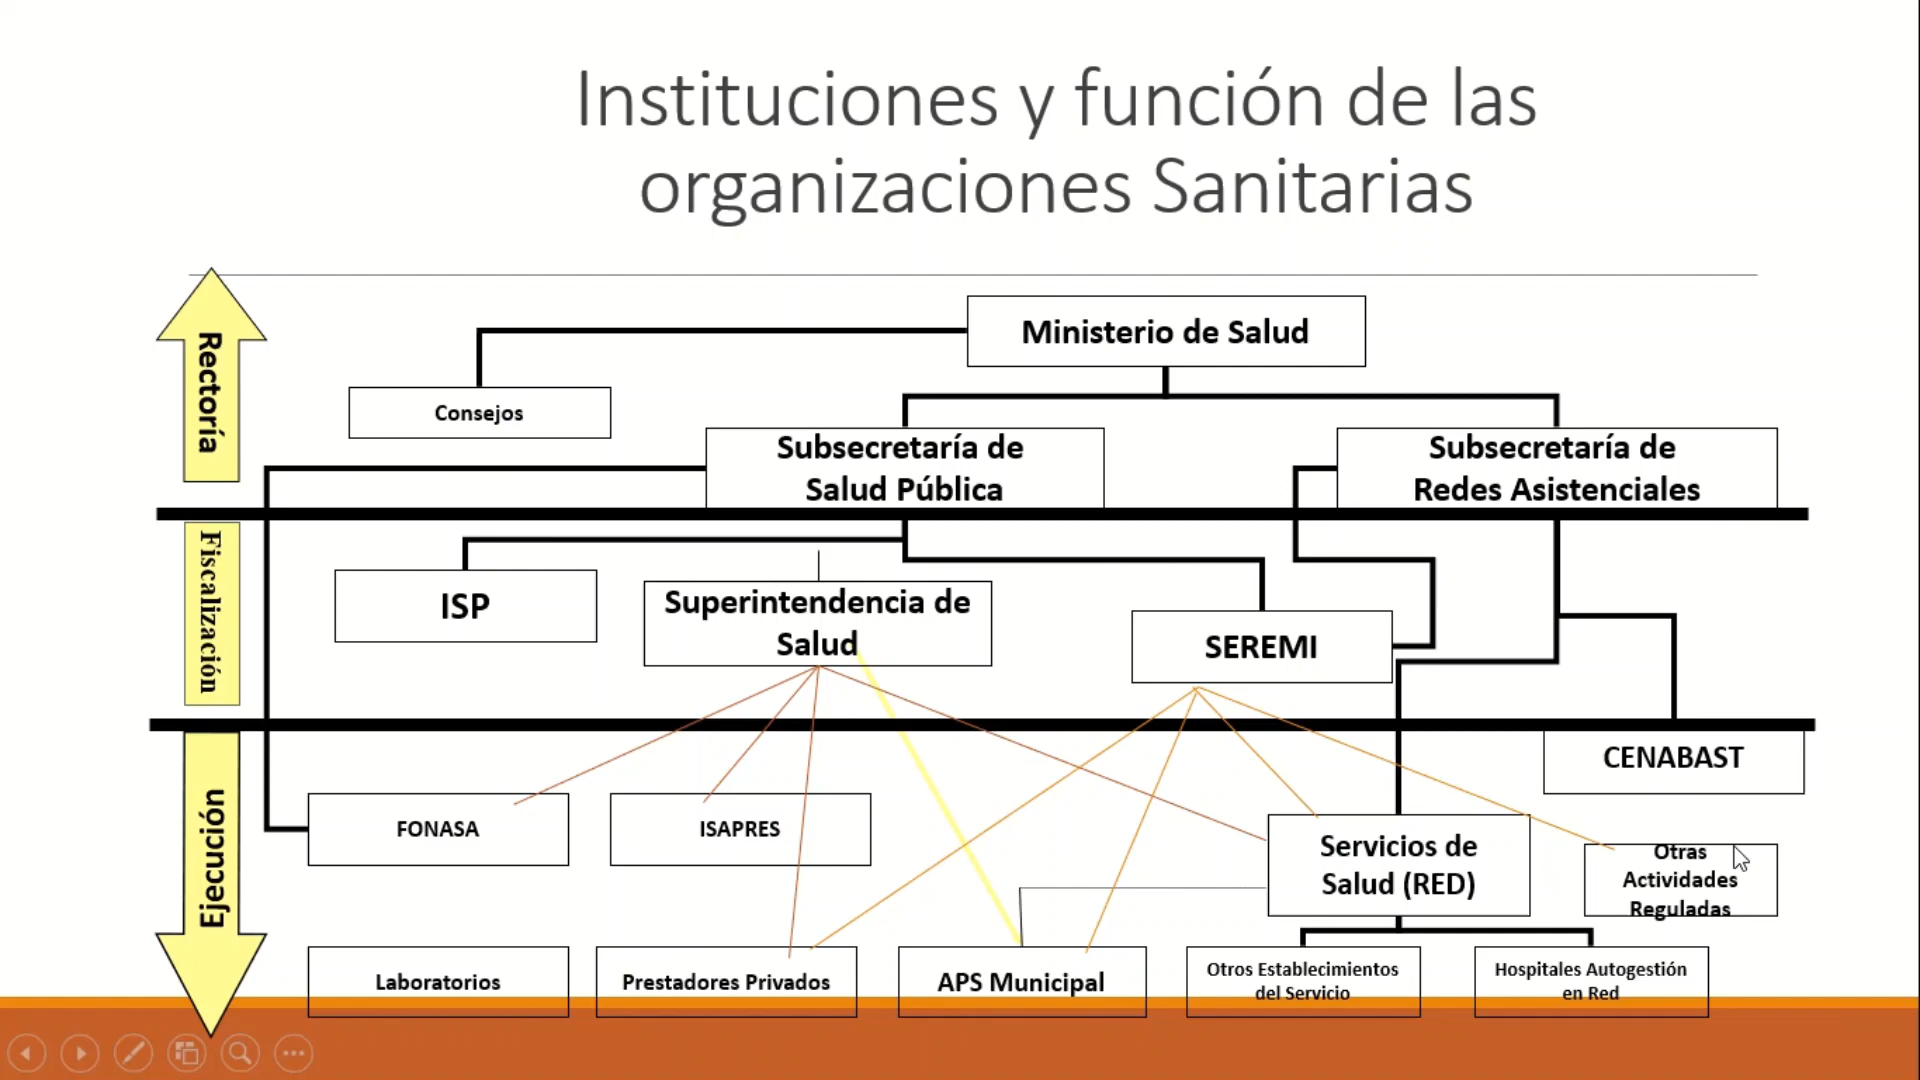 Instituciones y función de las
organizaciones Sanitarias
Rectoría
Ministerio de Salud
Consejos
Subsecretaría de
Salud Pública
Subsecretaría de
Redes Asistenciales
Fiscalización
ISP
Superintendencia de
Salud
SEREMI
Ejecución
CENABAST
FONASA
ISAPRES
Servicios de
Salud (RED)
Otras
Actividades
Reguladas
Laboratorios
Prestadores Privados
APS Municipal
Otros Establecimientos
del Servicio
Hospitales Autogestión
en Red